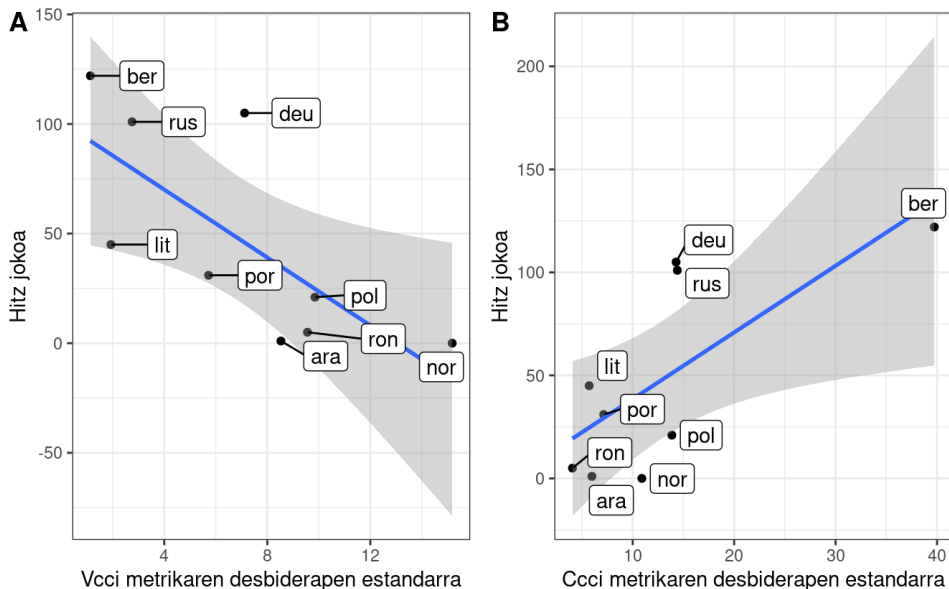 A
150
100
50
0
-50
Hitz jokoa
ber
rus
deu
lit
por
pol
ron
ara
nor
4
8
12
Vcci metrikaren desbiderapen estandarra
B
200
150
100
50
0
Hitz jokoa
ber
deu
rus
lit
por
pol
ron
nor
ara
10
20
30
40
Ccci metrikaren desbiderapen estandarra